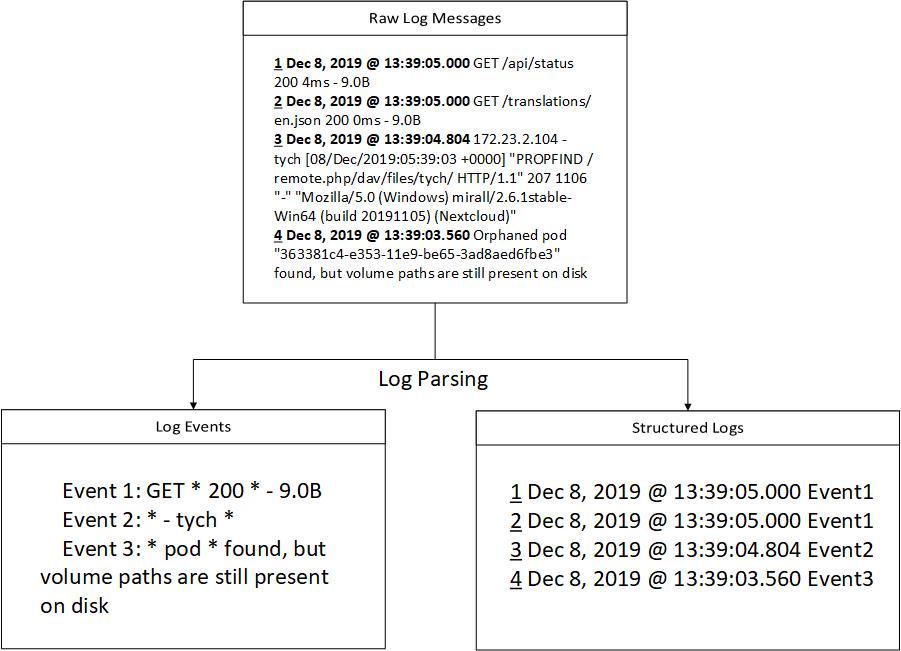 Raw Log Messages
1 Dec 8, 2019 @ 13:39:05.000 GET /api/status
200 4ms - 9.0B
2 Dec 8, 2019 @ 13:39:05.000 GET /translations/
en.json 200 0ms - 9.0B
3 Dec 8, 2019 @ 13:39:04.804 172.23.2.104 -
tych [08/Dec/2019:05:39:03 +0000] "PROPFIND /
remote.php/dav/files/tych/ HTTP/1.1" 207 1106
"-" "Mozilla/5.0 (Windows) mirall/2.6.1stable-
Win64 (build 20191105) (Nextcloud)"
4 Dec 8, 2019 @ 13:39:03.560 Orphaned pod
"363381c4-e353-11e9-be65-3ad8aed6fbe3"
found, but volume paths are still present on disk
Log Parsing
Log Events
Event 1: GET * 200 * - 9.0B
Event 2: * - tych *
Event 3: * pod * found, but
volume paths are still present
on disk
Structured Logs
1 Dec 8, 2019 @ 13:39:05.000 Event1
2 Dec 8, 2019 @ 13:39:05.000 Event1
3 Dec 8, 2019 @ 13:39:04.804 Event2
4 Dec 8, 2019 @ 13:39:03.560 Event3